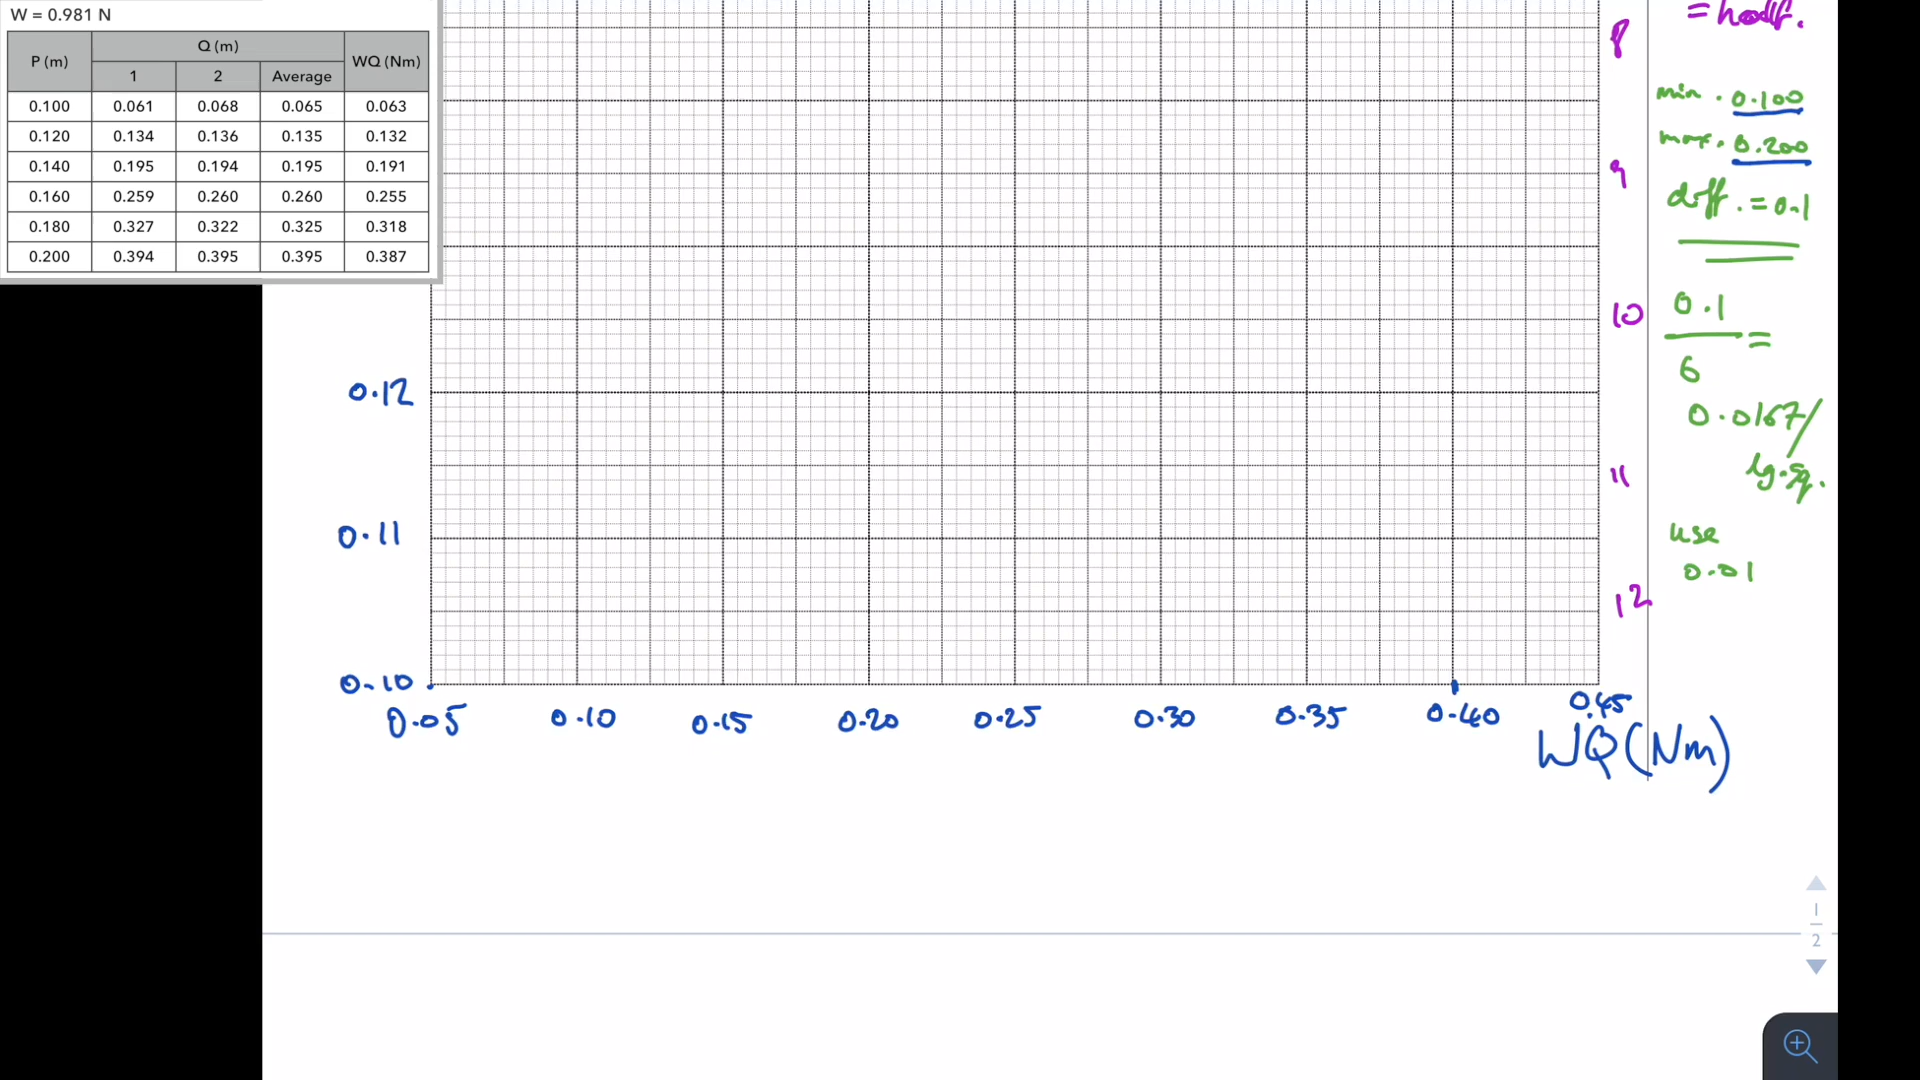 W = 0.981 N
P (m) Q (m) WQ (Nm)
1 2 Average
0.100 0.061 0.068 0.065 0.063
0.120 0.134 0.136 0.135 0.132
0.140 0.195 0.194 0.195 0.191
0.160 0.259 0.260 0.260 0.255
0.180 0.327 0.322 0.325 0.318
0.200 0.394 0.395 0.395 0.387
0.12
0.11
0.10
0.05 0.10 0.15 0.20 0.25 0.30 0.35 0.40 0.45
WQ (Nm)
8
9
10
11
12
min. 0.100
max. 0.200
diff. = 0.1
0.1
6
=
0.0167/
lg.sq.
use
0.01
1
2